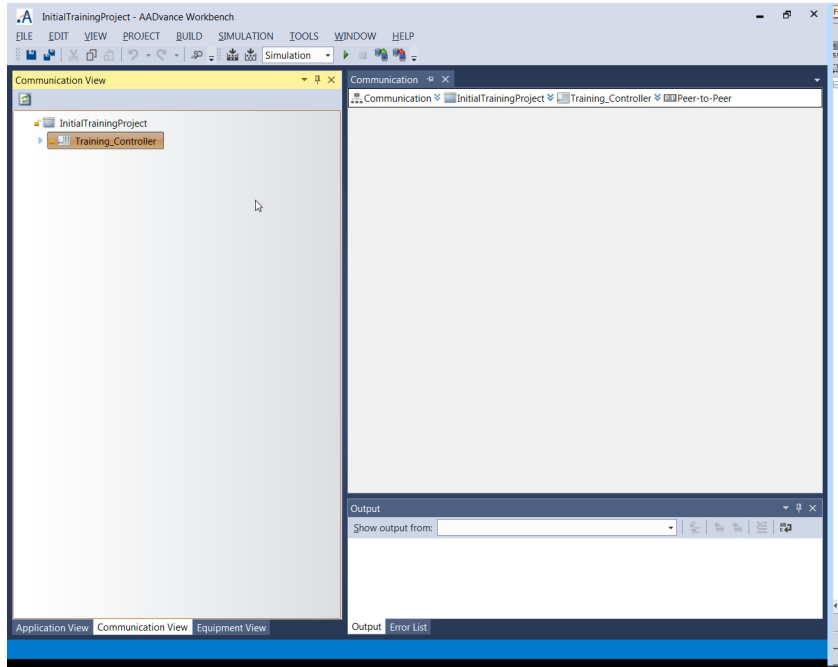 InitialTrainingProject - AADvance Workbench
FILE EDIT VIEW PROJECT BUILD SIMULATION TOOLS WINDOW HELP
Simulation
Communication View
InitialTrainingProject
Training_Controller
Communication
Communication InitialTrainingProject Training_Controller Peer-to-Peer
Output
Show output from:
Application View Communication View Equipment View
Output Error List